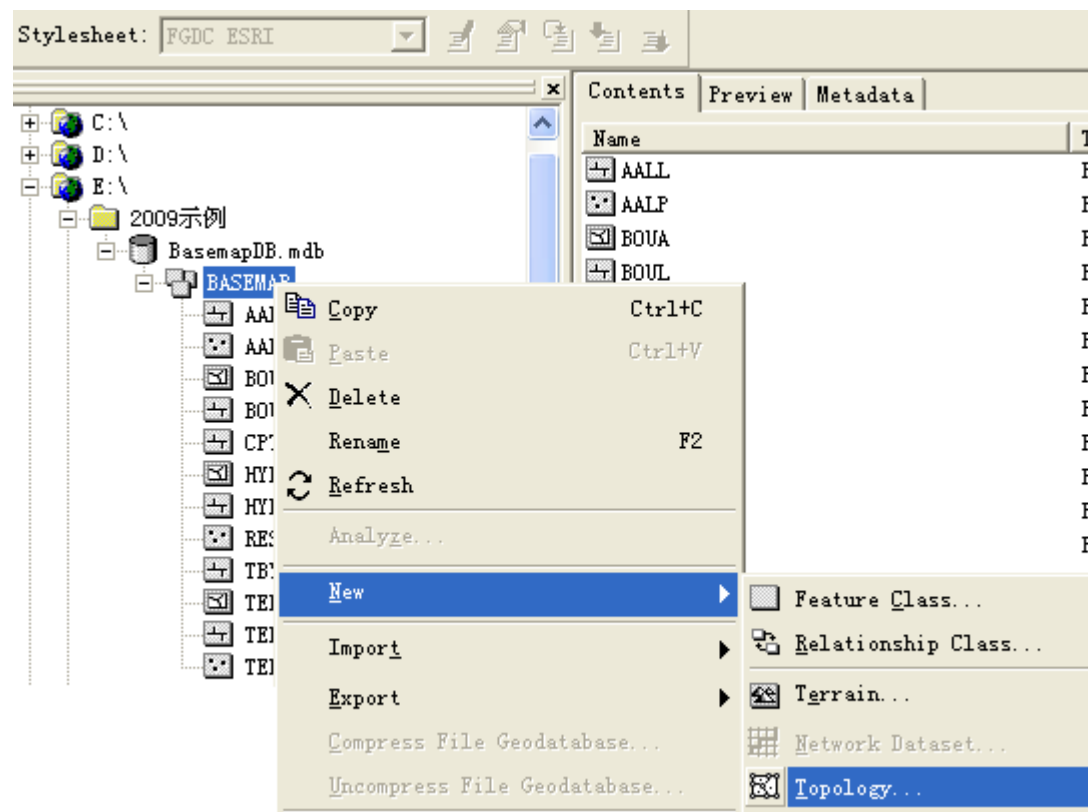 Stylesheet: FGDC ESRI
Contents Preview Metadata
Name
C:\
D:\
E:\
2009示例
BasemapDB.mdb
BASEMAP
AALL
AALP
BOUA
BOUL
Copy Ctrl+C
Paste Ctrl+V
Delete
Rename F2
Refresh
Analyze...
New
Import
Export
Compress File Geodatabase...
Uncompress File Geodatabase...
Feature Class...
Relationship Class...
Terrain...
Network Dataset...
Topology...